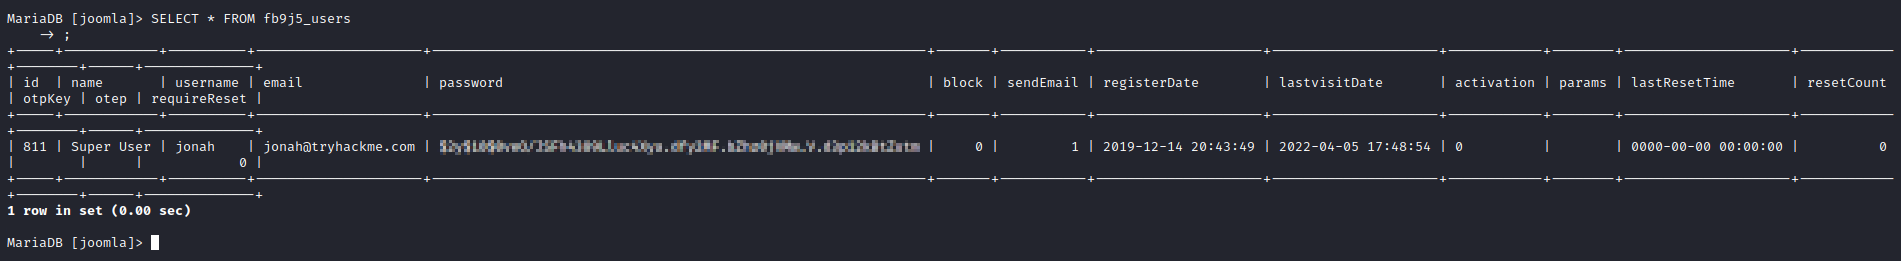 MariaDB [joomla]> SELECT * FROM fb9j5_users
    → ;
+-----+------------+----------+---------------------+--------------------------------------------------------------+-------+-----------+---------------------+---------------------+------------+--------+---------------------+------------
+--------+------+--------------+
| id  | name       | username | email               | password                                                     | block | sendEmail | registerDate        | lastvisitDate       | activation | params | lastResetTime       | resetCount
| otpKey | otep | requireReset |
+-----+------------+----------+---------------------+--------------------------------------------------------------+-------+-----------+---------------------+---------------------+------------+--------+---------------------+------------
+--------+------+--------------+
| 811 | Super User | jonah    | jonah@tryhackme.com |                                                              |     0 |         1 | 2019-12-14 20:43:49 | 2022-04-05 17:48:54 | 0          |        | 0000-00-00 00:00:00 |          0
|        |      |            0 |
+-----+------------+----------+---------------------+--------------------------------------------------------------+-------+-----------+---------------------+---------------------+------------+--------+---------------------+------------
+--------+------+--------------+
1 row in set (0.00 sec)
MariaDB [joomla]>